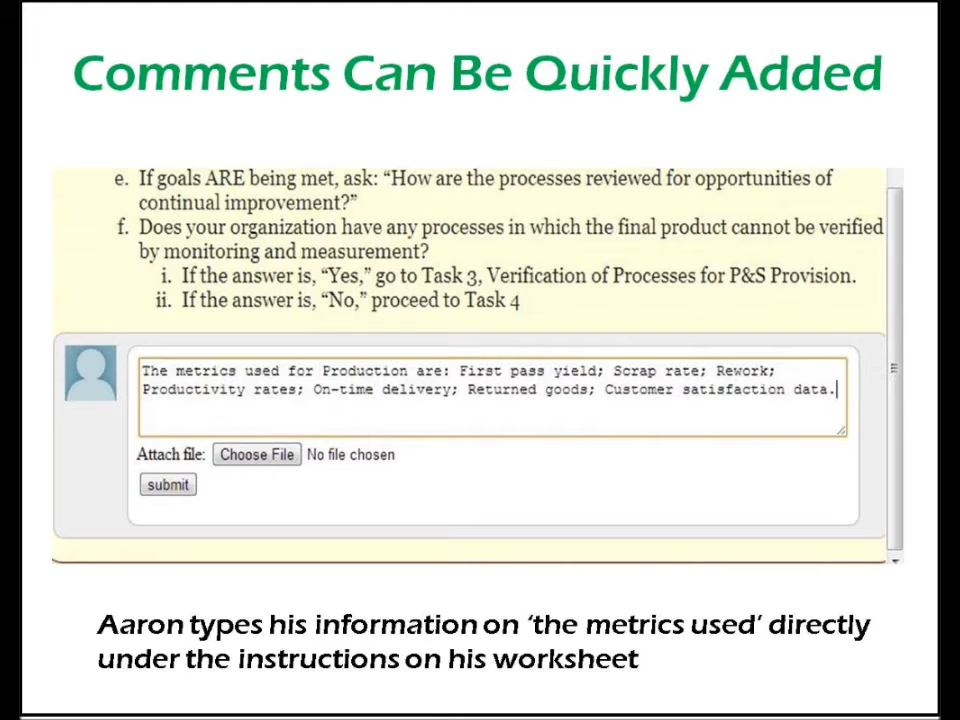 Comments Can Be Quickly Added
e. If goals ARE being met, ask: “How are the processes reviewed for opportunities of
continual improvement?”
f. Does your organization have any processes in which the final product cannot be verified
by monitoring and measurement?
i. If the answer is, “Yes,” go to Task 3, Verification of Processes for P&S Provision.
ii. If the answer is, “No,” proceed to Task 4
The metrics used for Production are: First pass yield; Scrap rate; Rework;
Productivity rates; On-time delivery; Returned goods; Customer satisfaction data.
Attach file: Choose File No file chosen
submit
Aaron types his information on ‘the metrics used’ directly
under the instructions on his worksheet